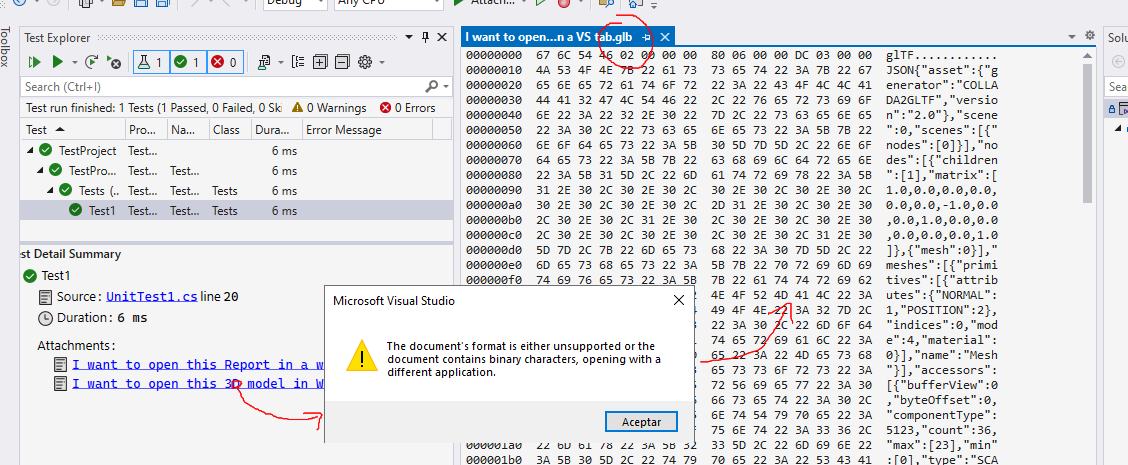 Toolbox
Debug
Any CPU
Attach...
Test Explorer
1 1 0
Search (Ctrl+I)
Test run finished: 1 Tests (1 Passed, 0 Failed, 0 Ski
0 Warnings
0 Errors
Test Pro... Na... Class Dura... Error Message
TestProject Test... 6 ms
TestPro... Test... 6 ms
Tests (.. Test... Tests 6 ms
Test1 Test... Tests 6 ms
st Detail Summary
Test1
Source: UnitTest1.cs line 20
Duration: 6 ms
Attachments:
I want to open this Report in a w
I want to open this 3D model in W
I want to open...n a VS tab.glb
00000000 67 6C 54 46 02 00 00 00 80 06 00 00 DC 03 00 00 glTF............
00000010 4A 53 4F 4E 7B 22 61 73 73 65 74 22 3A 7B 22 67 JSON{"asset":{"g
00000020 65 6E 65 72 61 74 6F 72 22 3A 22 43 4F 4C 4C 41 enerator":"COLLA
00000030 44 41 32 47 4C 54 46 22 2C 22 76 65 72 73 69 6F DA2GLTF","versio
00000040 6E 22 3A 22 32 2E 30 22 7D 2C 22 73 63 65 6E 65 n":"2.0"},"scene
00000050 22 3A 30 2C 22 73 63 65 6E 65 73 22 3A 5B 7B 22 ":0,"scenes":[{"
00000060 6E 6F 64 65 73 22 3A 5B 30 5D 7D 5D 2C 22 6E 6F nodes":[0]}],"no
00000070 64 65 73 22 3A 5B 7B 22 63 68 69 6C 64 72 65 6E des":[{"children
00000080 22 3A 5B 31 5D 2C 22 6D 61 74 72 69 78 22 3A 5B ":[1],"matrix":[
00000090 31 2E 30 2C 30 2E 30 2C 30 2E 30 2C 30 2E 30 2C 1.0,0.0,0.0,0.0,
000000a0 30 2E 30 2C 30 2E 30 2C 2D 31 2E 30 2C 30 2E 30 0.0,0.0,-1.0,0.0
000000b0 2C 30 2E 30 2C 31 2E 30 2C 30 2E 30 2C 30 2E 30 ,0.0,1.0,0.0,0.0
000000c0 2C 30 2E 30 2C 30 2E 30 2C 30 2E 30 2C 31 2E 30 ,0.0,0.0,0.0,1.0
000000d0 5D 7D 2C 7B 22 6D 65 73 68 22 3A 30 7D 5D 2C 22 ]},{"mesh":0}],"
000000e0 6D 65 73 68 65 73 22 3A 5B 7B 22 70 72 69 6D 69 meshes":[{"primi
000000f0 74 69 76 65 73 22 3A 5B 7B 22 61 74 74 72 69 62 tives":[{"attrib
4E 4F 52 4D 41 4C 22 3A utes":{"NORMAL":
49 4F 4E 22 3A 32 7D 2C 1,"POSITION":2},
22 3A 30 2C 22 6D 6F 64 "indices":0,"mod
74 65 72 69 61 6C 22 3A e":4,"material":
65 22 3A 22 4D 65 73 68 0}],"name":"Mesh
65 73 73 6F 72 73 22 3A "}],"accessors":
72 56 69 65 77 22 3A 30 [{"bufferView":0
66 73 65 74 22 3A 30 2C ,"byteOffset":0,
6E 74 54 79 70 65 22 3A "componentType":
75 6E 74 22 3A 33 36 2C 5123,"count":36,
000001a0 22 6D 61 78 22 3A 5B 32 33 5D 2C 22 6D 69 6E 22 "max":[23],"min"
000001b0 3A 5B 30 5D 2C 22 74 79 70 65 22 3A 22 53 43 41 :[0],"type":"SCA
Microsoft Visual Studio
The document's format is either unsupported or the
document contains binary characters, opening with a
different application.
Aceptar
Solu
Sea